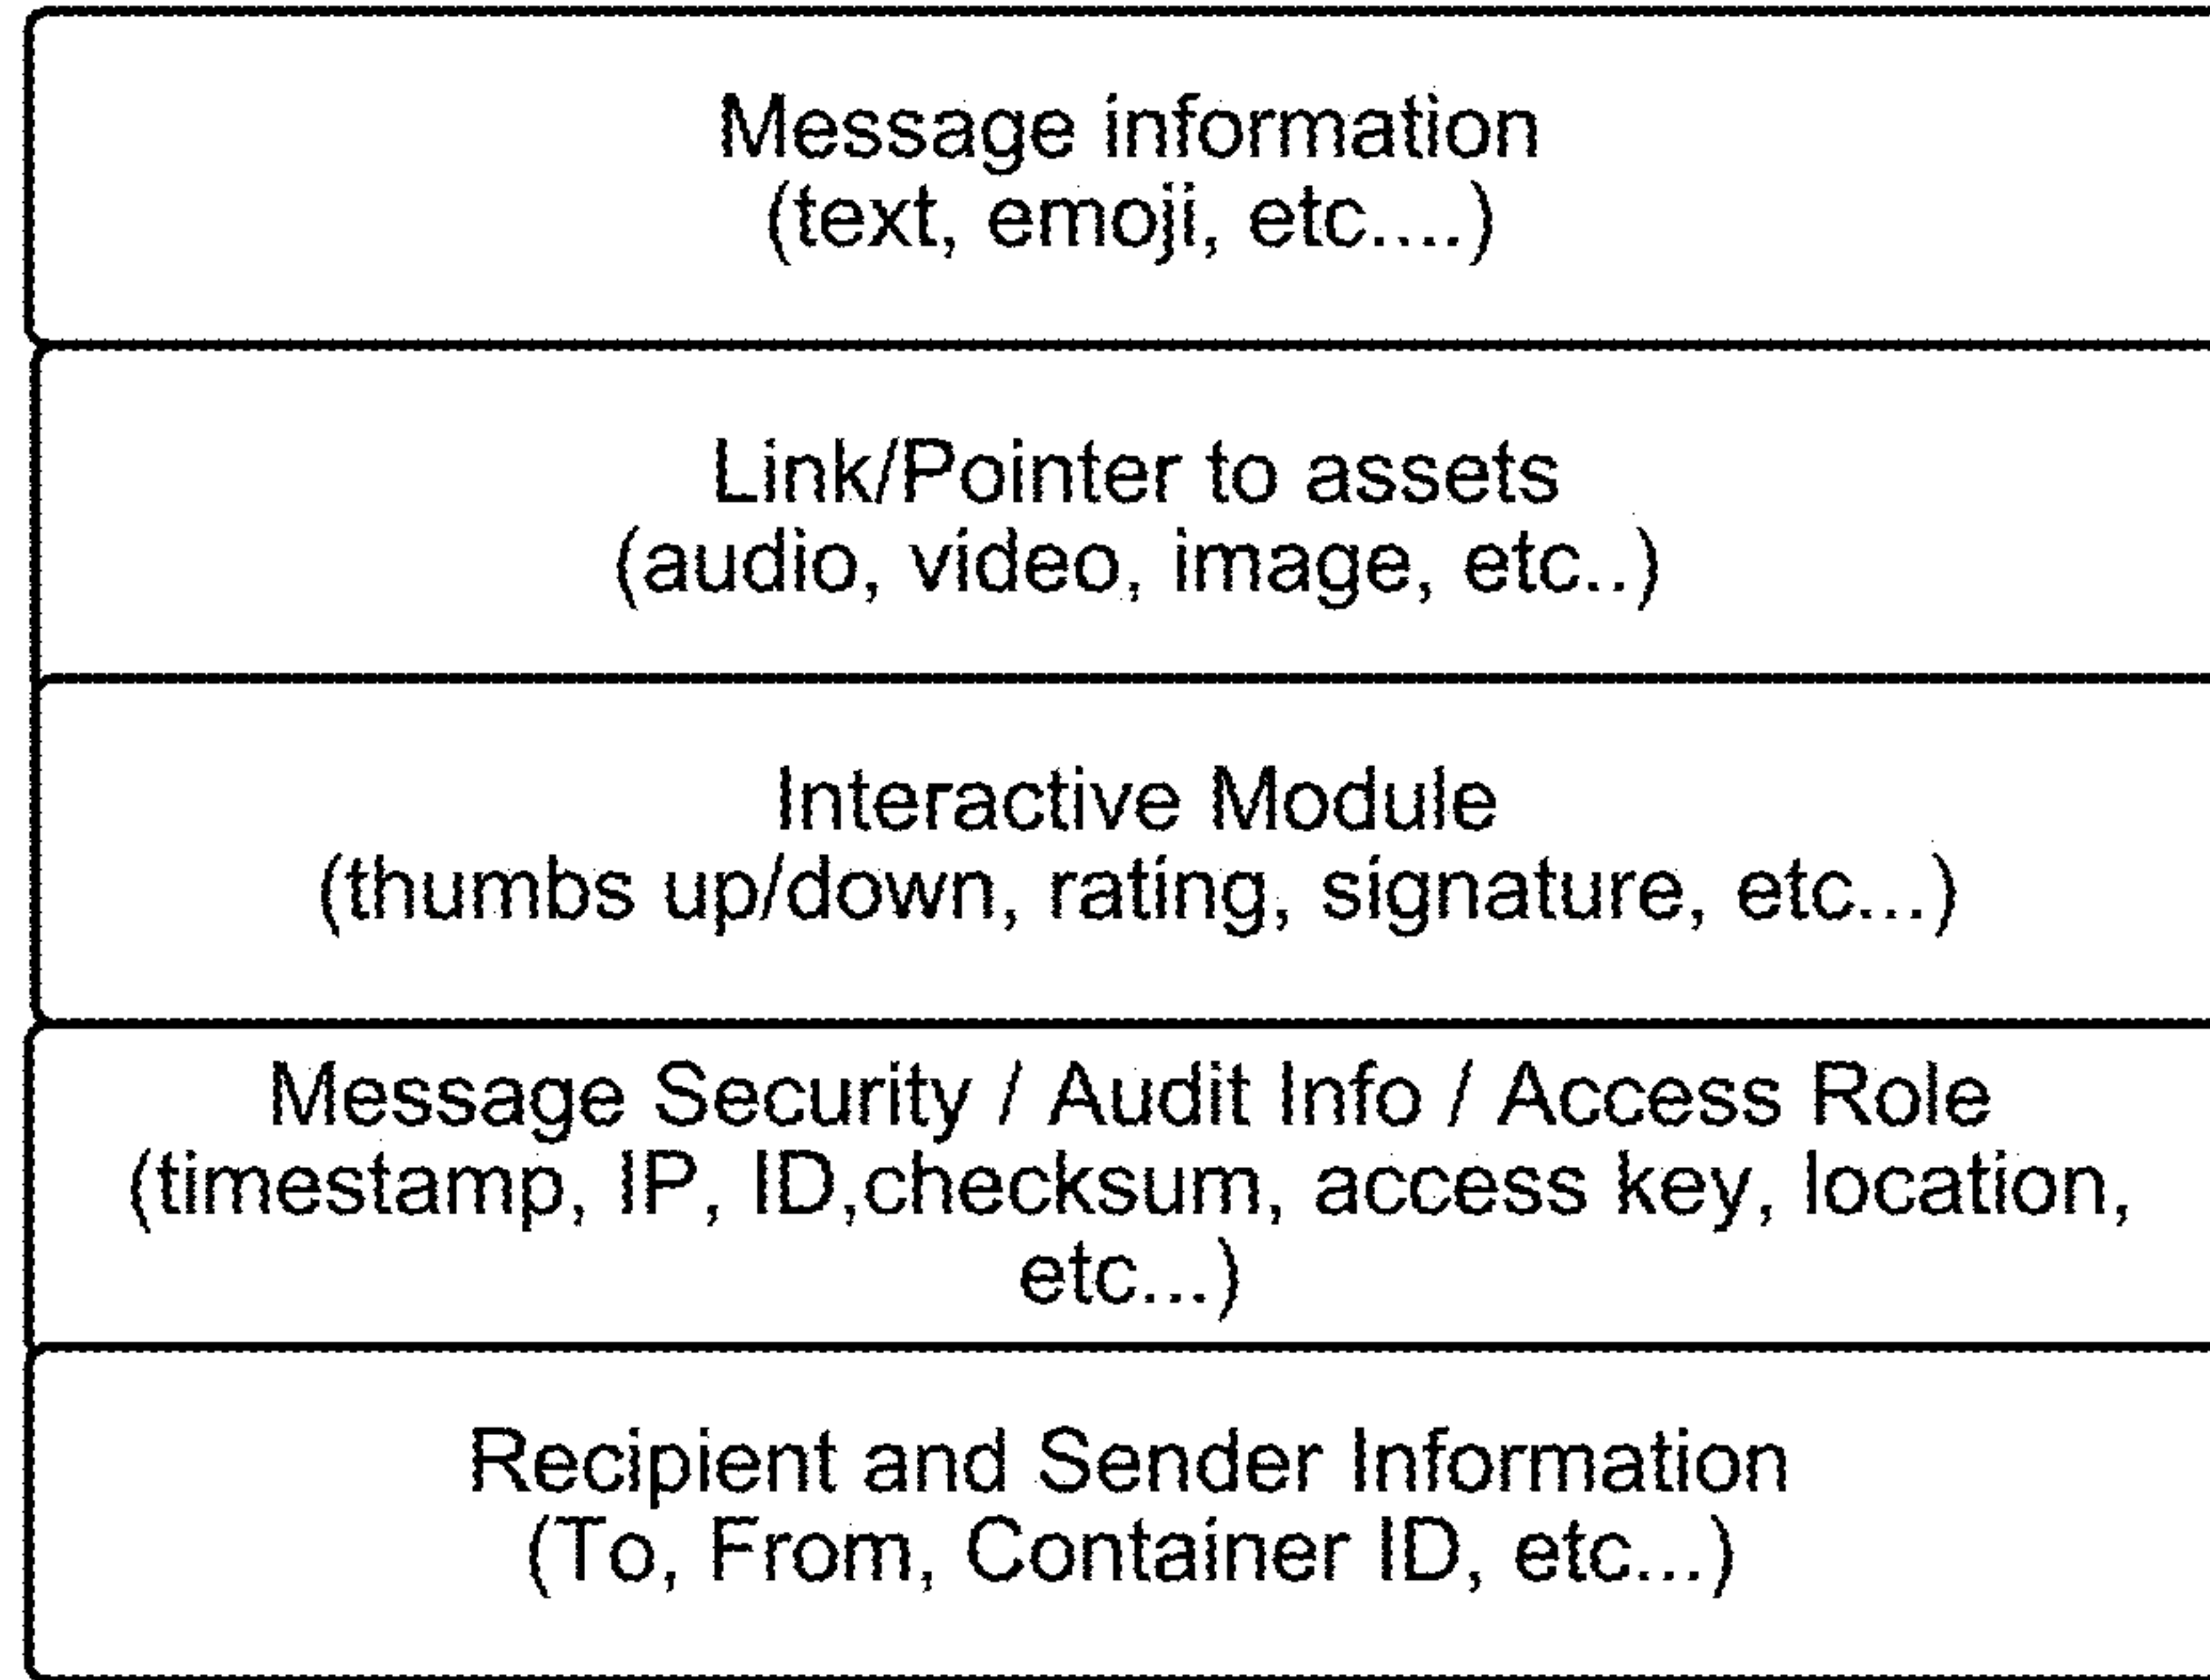 Message information
(text, emoji, etc....)
Link/Pointer to assets
(audio, video, image, etc..)
Interactive Module
(thumbs up/down, rating, signature, etc...)
Message Security / Audit Info / Access Role
(timestamp, IP, ID,checksum, access key, location,
etc...)
Recipient and Sender Information
(To, From, Container ID, etc...)